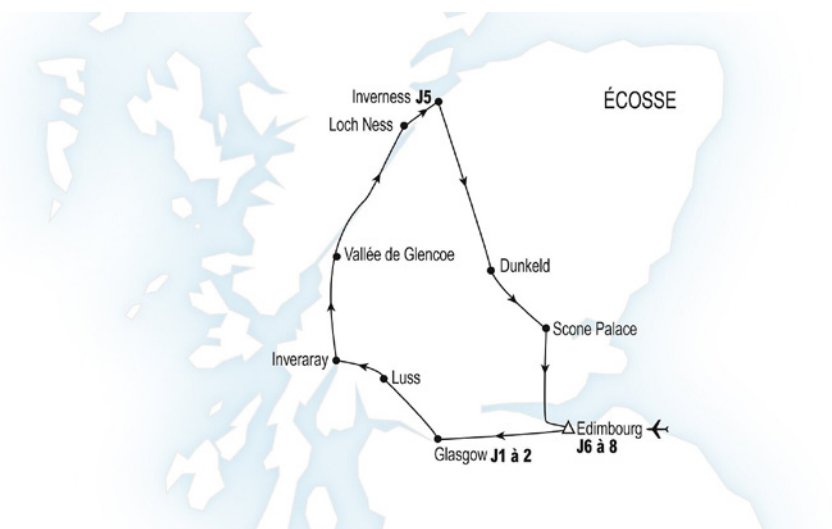 Inverness J5
ÉCOSSE
Loch Ness
Vallée de Glencoe
Dunkeld
Scone Palace
Inveraray
Luss
Edimbourg
J6 à 8
Glasgow J1 à 2